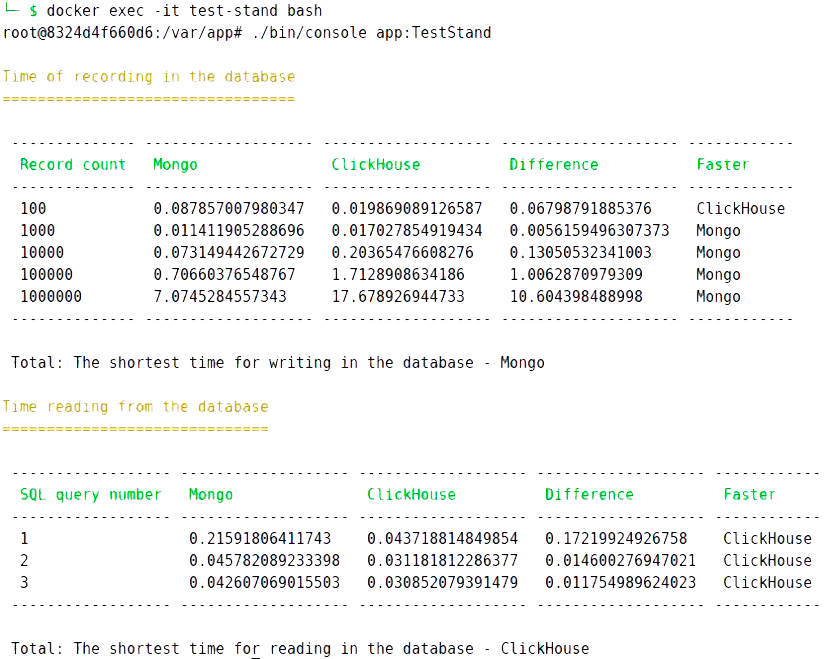 └─ $ docker exec -it test-stand bash
root@8324d4f660d6:/var/app# ./bin/console app:TestStand
Time of recording in the database
=================================
-------------- ------------------- ------------------- -------------------- ------------
Record count Mongo ClickHouse Difference Faster
-------------- ------------------- ------------------- -------------------- ------------
100 0.087857007980347 0.019869089126587 0.06798791885376 ClickHouse
1000 0.011411905288696 0.017027854919434 0.0056159496307373 Mongo
10000 0.073149442672729 0.20365476608276 0.13050532341003 Mongo
100000 0.70660376548767 1.7128908634186 1.0062870979309 Mongo
1000000 7.0745284557343 17.678926944733 10.604398488998 Mongo
-------------- ------------------- ------------------- -------------------- ------------
Total: The shortest time for writing in the database - Mongo
Time reading from the database
==============================
------------------ ------------------- ------------------- ------------------- ------------
SQL query number Mongo ClickHouse Difference Faster
------------------ ------------------- ------------------- ------------------- ------------
1 0.21591806411743 0.043718814849854 0.17219924926758 ClickHouse
2 0.045782089233398 0.031181812286377 0.014600276947021 ClickHouse
3 0.042607069015503 0.030852079391479 0.011754989624023 ClickHouse
------------------ ------------------- ------------------- ------------------- ------------
Total: The shortest time for reading in the database - ClickHouse